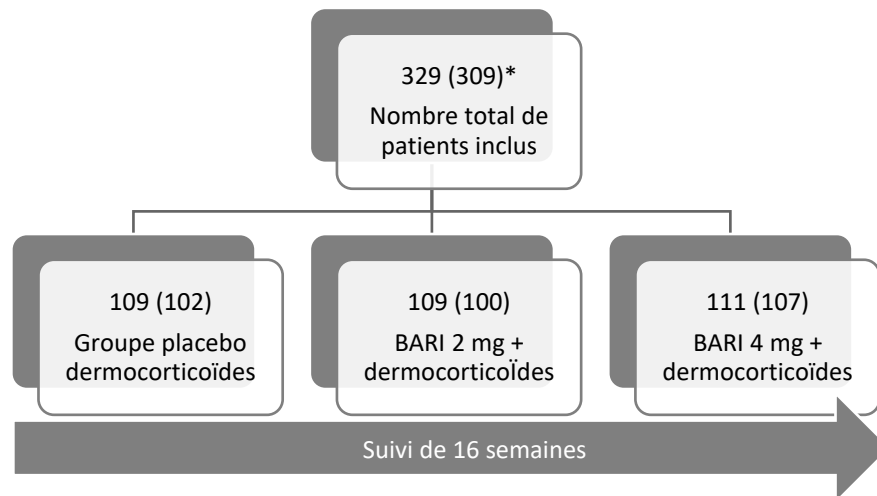 329 (309)*
Nombre total de
patients inclus
109 (102)
Groupe placebo
dermocorticoïdes
109 (100)
BARI 2 mg +
dermocorticoÏdes
111 (107)
BARI 4 mg +
dermocorticoïdes
Suivi de 16 semaines